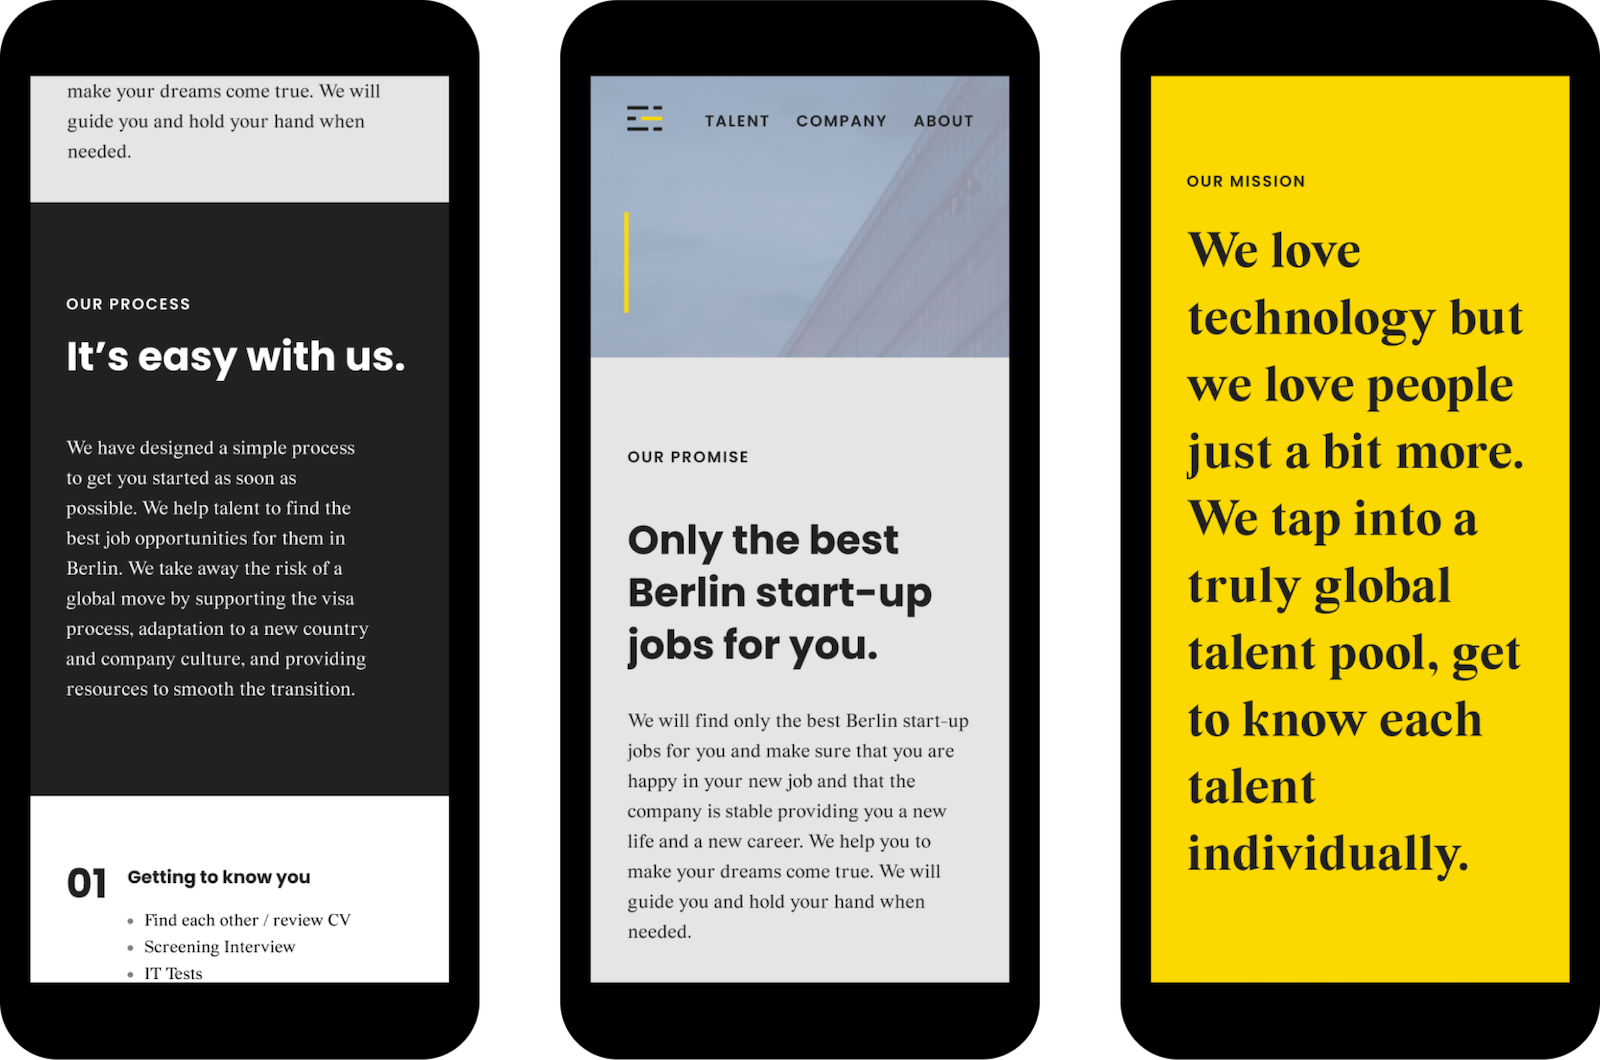 make your dreams come true. We will
guide you and hold your hand when
needed.
OUR PROCESS
It’s easy with us.
We have designed a simple process
to get you started as soon as
possible. We help talent to find the
best job opportunities for them in
Berlin. We take away the risk of a
global move by supporting the visa
process, adaptation to a new country
and company culture, and providing
resources to smooth the transition.
01 Getting to know you
• Find each other / review CV
• Screening Interview
• IT Tests
TALENT COMPANY ABOUT
OUR PROMISE
Only the best
Berlin start-up
jobs for you.
We will find only the best Berlin start-up
jobs for you and make sure that you are
happy in your new job and that the
company is stable providing you a new
life and a new career. We help you to
make your dreams come true. We will
guide you and hold your hand when
needed.
OUR MISSION
We love
technology but
we love people
just a bit more.
We tap into a
truly global
talent pool, get
to know each
talent
individually.